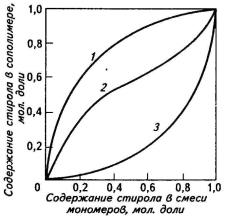 Содержание стирола в сополимере,
мол. доли
1,0
0,8
0,6
0,4
0,2
1
2
3
0 0,2 0,4 0,6 0,8 1,0
Содержание стирола в смеси
мономеров, мол. доли